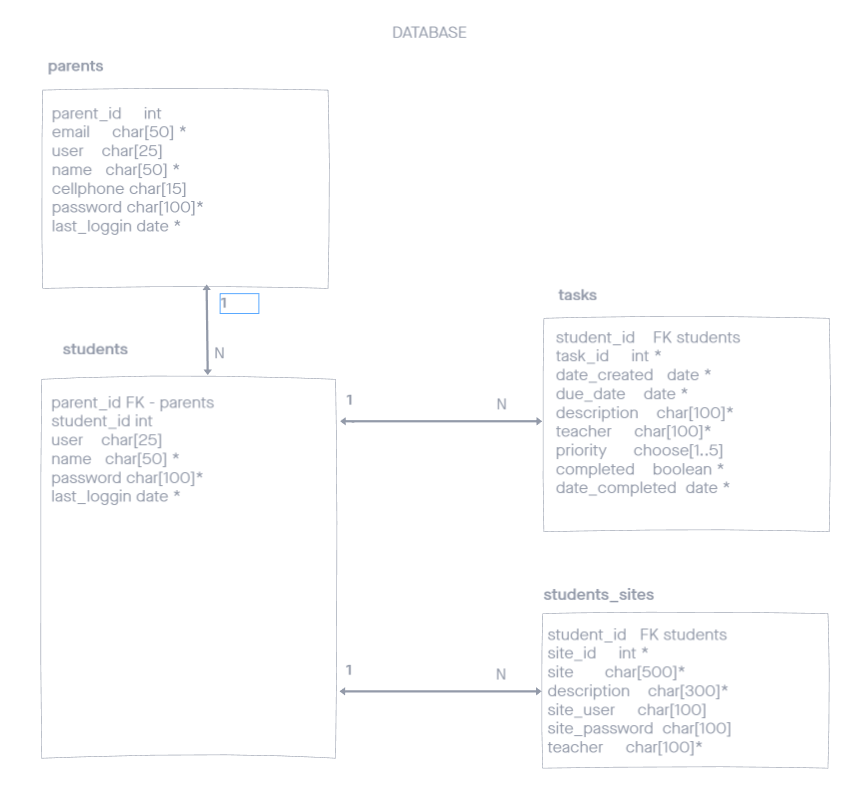 DATABASE
parents
parent_id int
email char[50] *
user char[25]
name char[50] *
cellphone char[15]
password char[100]*
last_loggin date *
1
N
students
parent_id FK - parents
student_id int
user char[25]
name char[50] *
password char[100]*
last_loggin date *
1
N
tasks
student_id FK students
task_id int *
date_created date *
due_date date *
description char[100]*
teacher char[100]*
priority choose[1..5]
completed boolean *
date_completed date *
1
N
students_sites
student_id FK students
site_id int *
site char[500]*
description char[300]*
site_user char[100]
site_password char[100]
teacher char[100]*